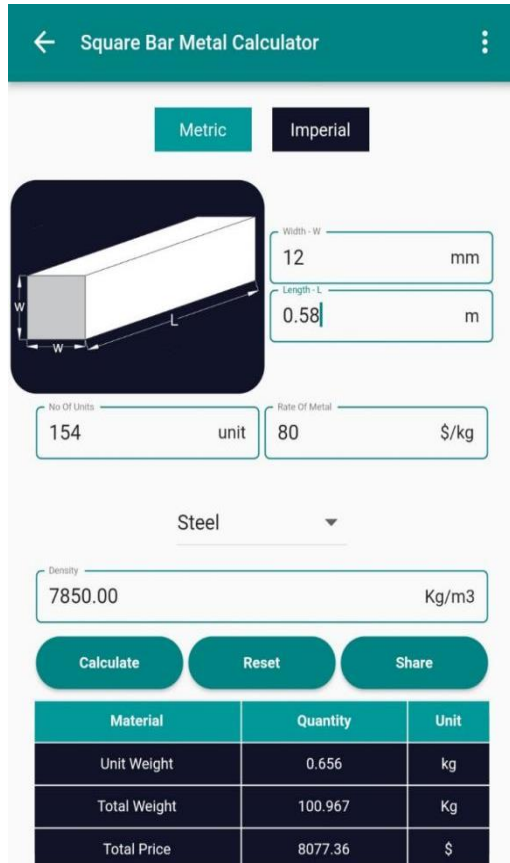 Square Bar Metal Calculator
Metric Imperial
Width - W
12 mm
Length - L
0.58 m
W
L
W
No Of Units
154 unit
Rate Of Metal
80 $/kg
Steel
Density
7850.00 Kg/m3
Calculate Reset Share
Material Quantity Unit
Unit Weight 0.656 kg
Total Weight 100.967 Kg
Total Price 8077.36 $